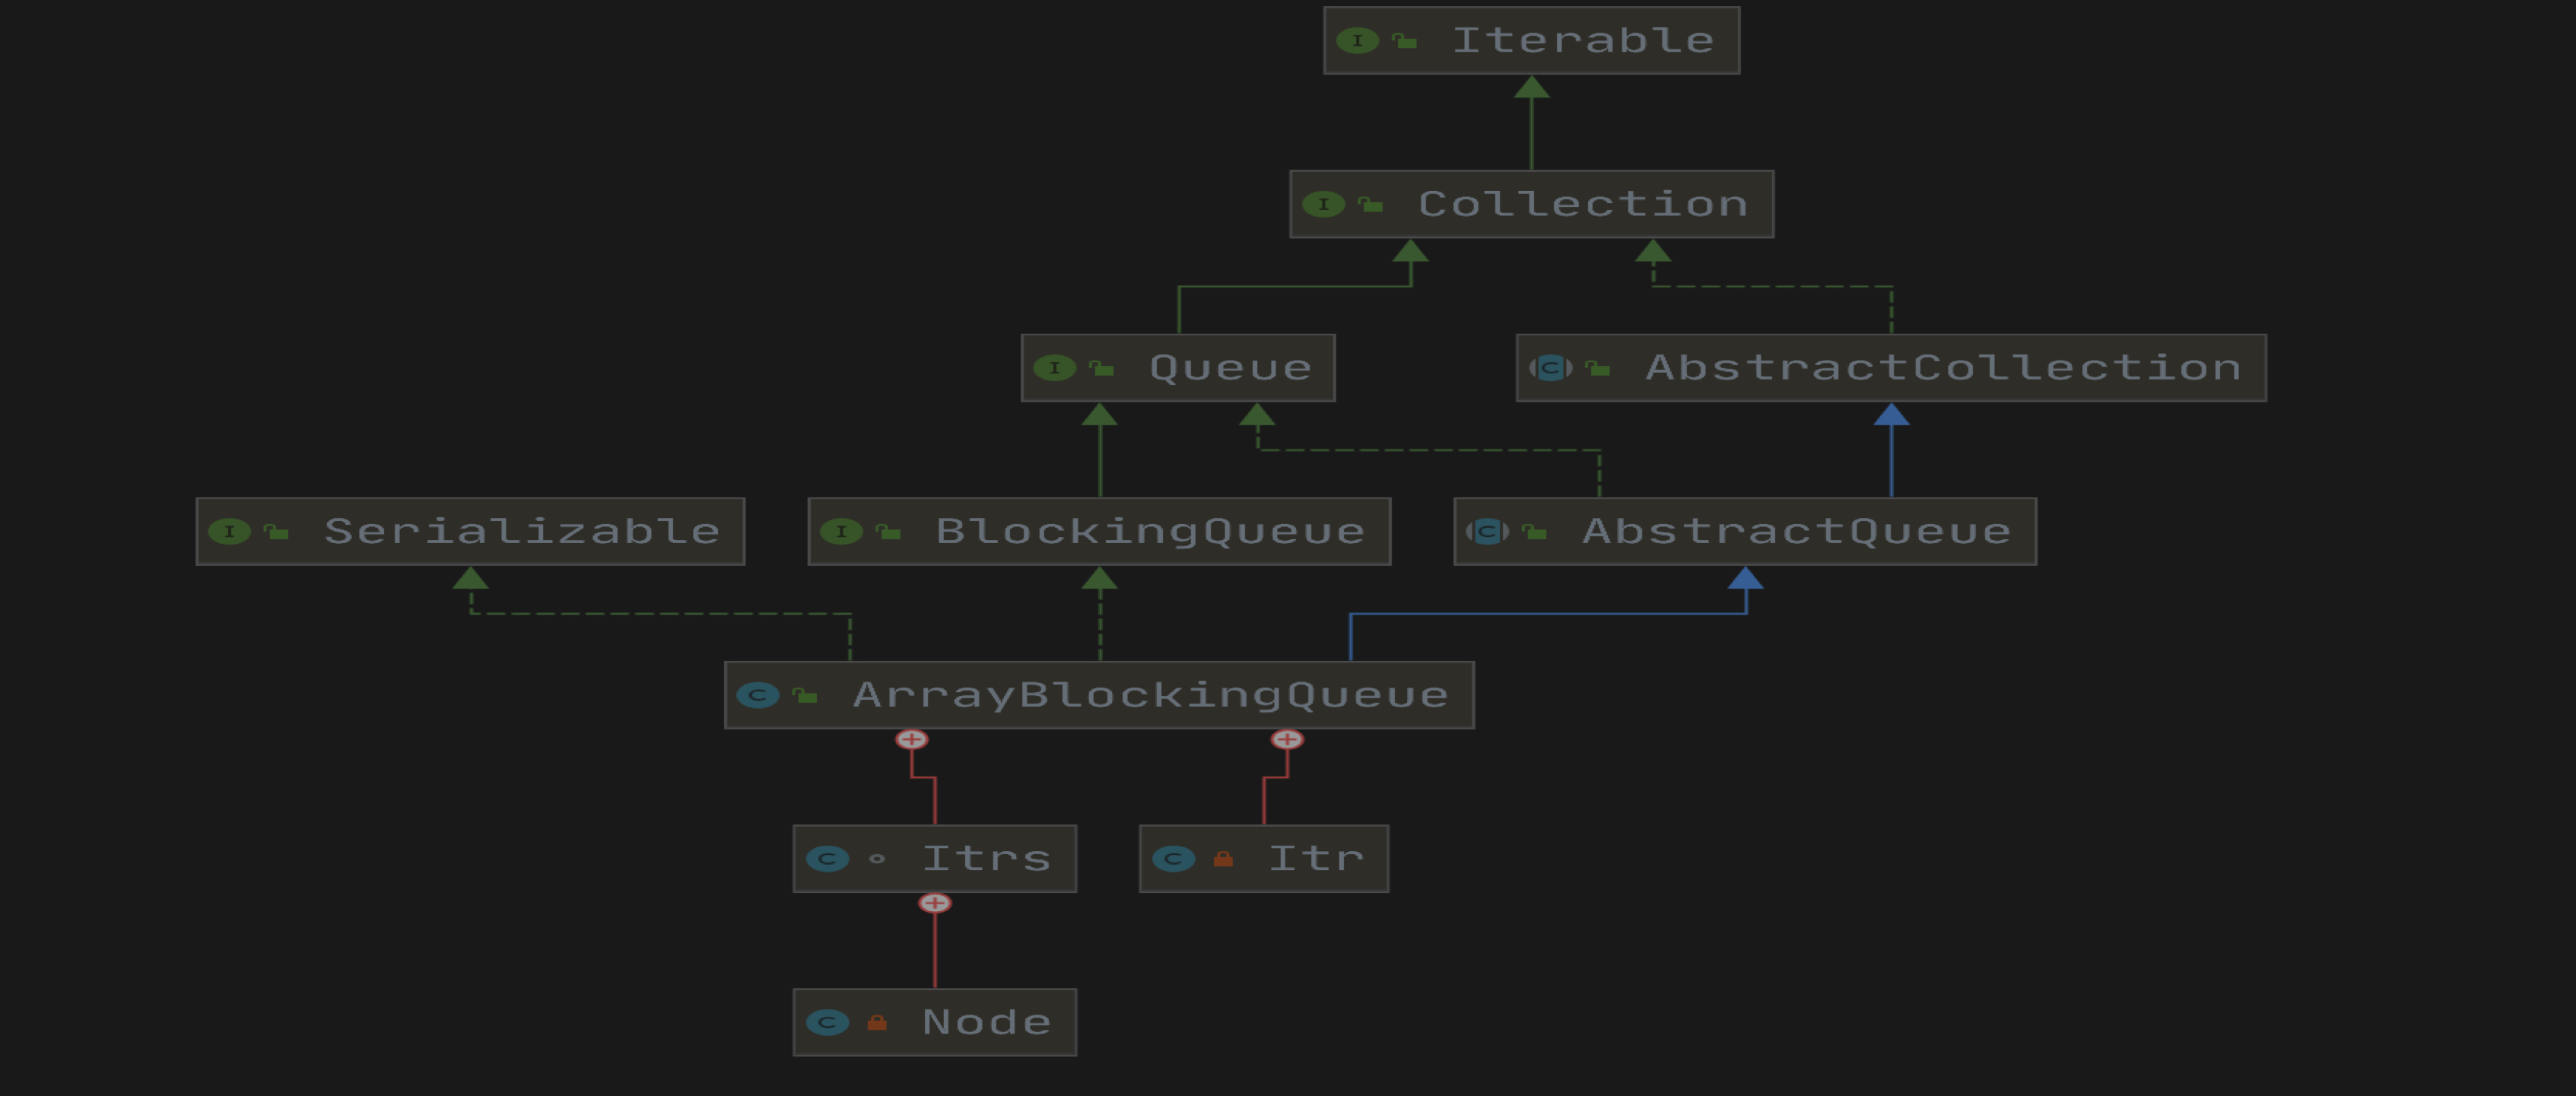 I Iterable
I Collection
I Queue
C AbstractCollection
I Serializable
I BlockingQueue
C AbstractQueue
C ArrayBlockingQueue
C Itrs
C Itr
C Node